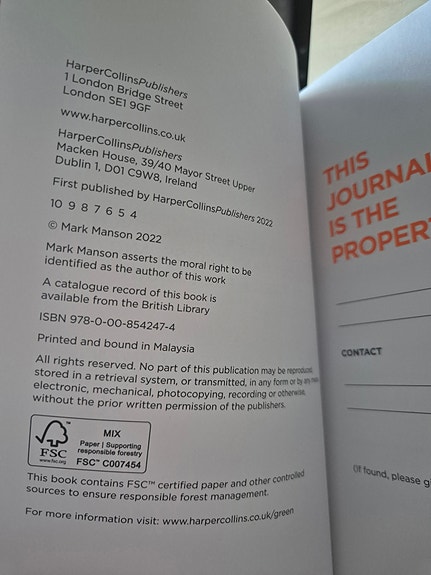 HarperCollinsPublishers
1 London Bridge Street
London SE1 9GF
www.harpercollins.co.uk
HarperCollinsPublishers
Macken House, 39/40 Mayor Street Upper
Dublin 1, D01 C9W8, Ireland
First published by HarperCollinsPublishers 2022
10 9 8 7 6 5 4
© Mark Manson 2022
Mark Manson asserts the moral right to be
identified as the author of this work
A catalogue record of this book is
available from the British Library
ISBN 978-0-00-854247-4
Printed and bound in Malaysia
All rights reserved. No part of this publication may be reproduced,
stored in a retrieval system, or transmitted, in any form or by any
electronic, mechanical, photocopying, recording or otherwise,
without the prior written permission of the publishers.
FSC
www.fsc.org
MIX
Paper | Supporting
responsible forestry
FSC™ C007454
This book contains FSC™ certified paper and other controlled
sources to ensure responsible forest management.
For more information visit: www.harpercollins.co.uk/green
THIS
JOURNAL
IS THE
PROPERT
CONTACT
(If found, please g